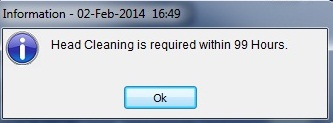 Information - 02-Feb-2014 16:49
Head Cleaning is required within 99 Hours.
Ok